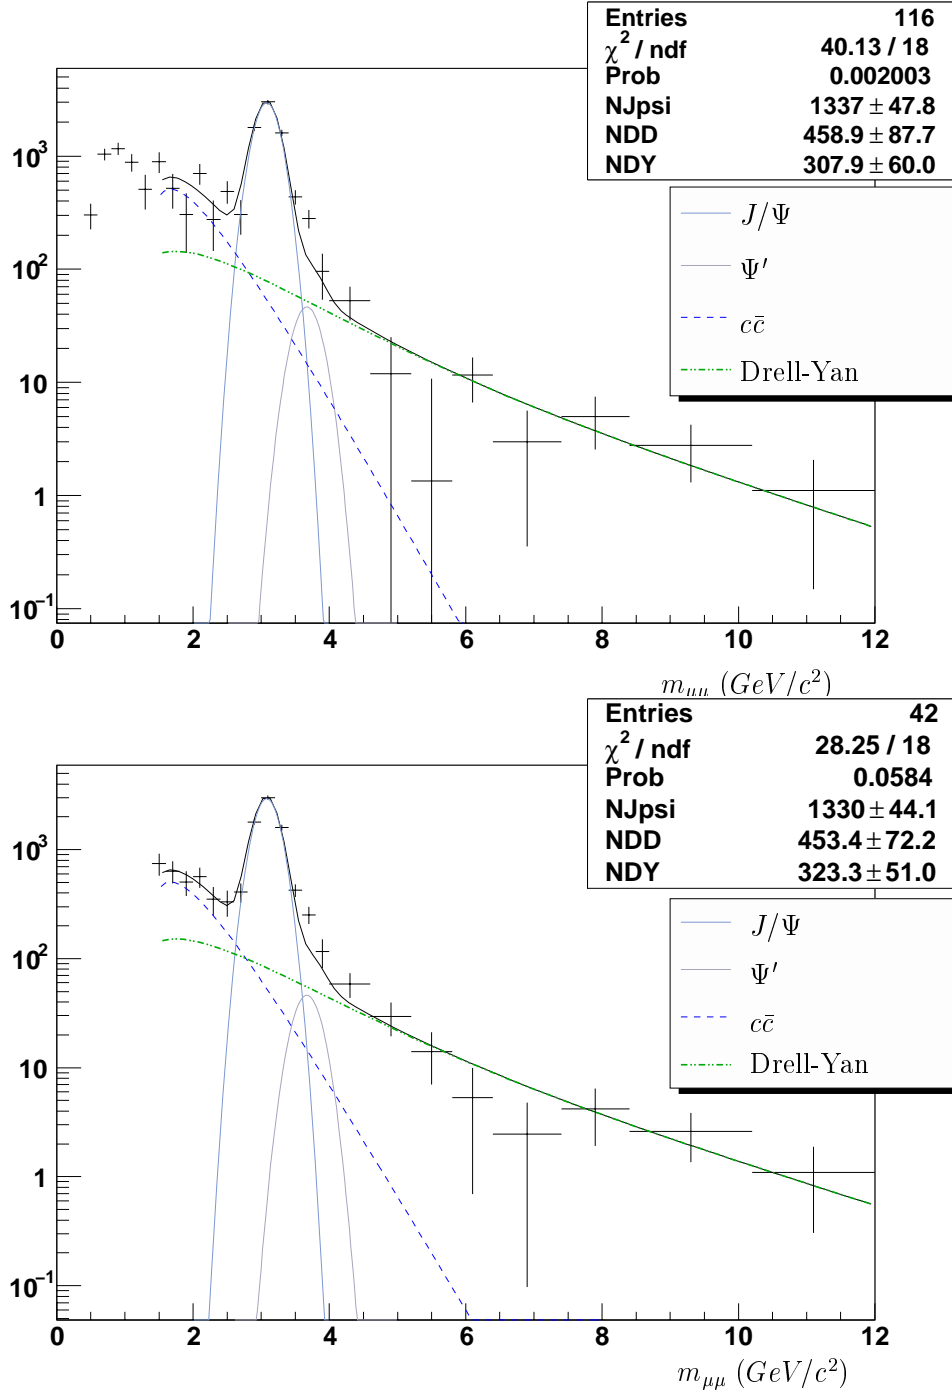 Entries 116
χ² / ndf 40.13 / 18
Prob 0.002003
NJpsi 1337 ± 47.8
NDD 458.9 ± 87.7
NDY 307.9 ± 60.0
J/Ψ
Ψ′
cc̄
Drell-Yan
10³
10²
10
1
10⁻¹
0 2 4 6 8 10 12
m_μμ (GeV/c²)
Entries 42
χ² / ndf 28.25 / 18
Prob 0.0584
NJpsi 1330 ± 44.1
NDD 453.4 ± 72.2
NDY 323.3 ± 51.0
J/Ψ
Ψ′
cc̄
Drell-Yan
10³
10²
10
1
10⁻¹
0 2 4 6 8 10 12
m_μμ (GeV/c²)